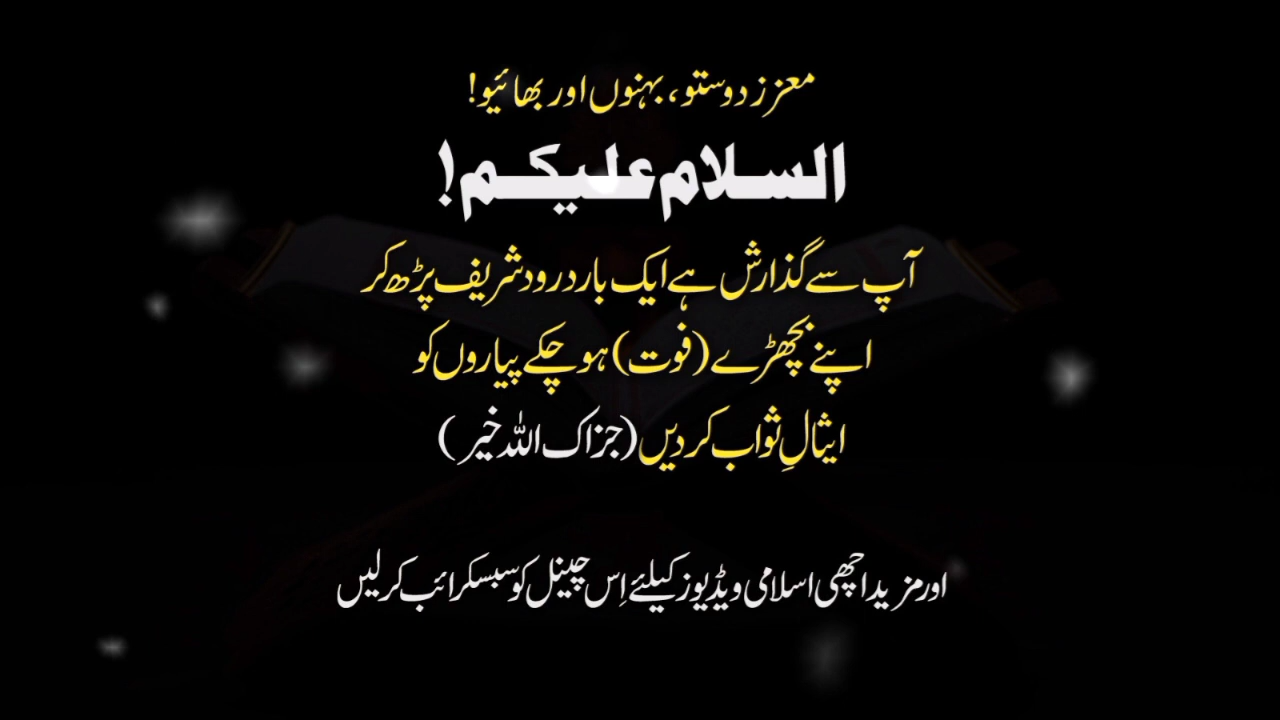 معزز دوستو، بہنوں اور بھائیو!
السلام علیکم!
آپ سے گذارش ہے ایک بار درود شریف پڑھ کر
اپنے بچھڑے (فوت) ہو چکے پیاروں کو
ایثالِ ثواب کر دیں (جزاک اللہ خیر)
اور مزید اچھی اسلامی ویڈیوز کیلئے اِس چینل کو سبسکرائب کر لیں